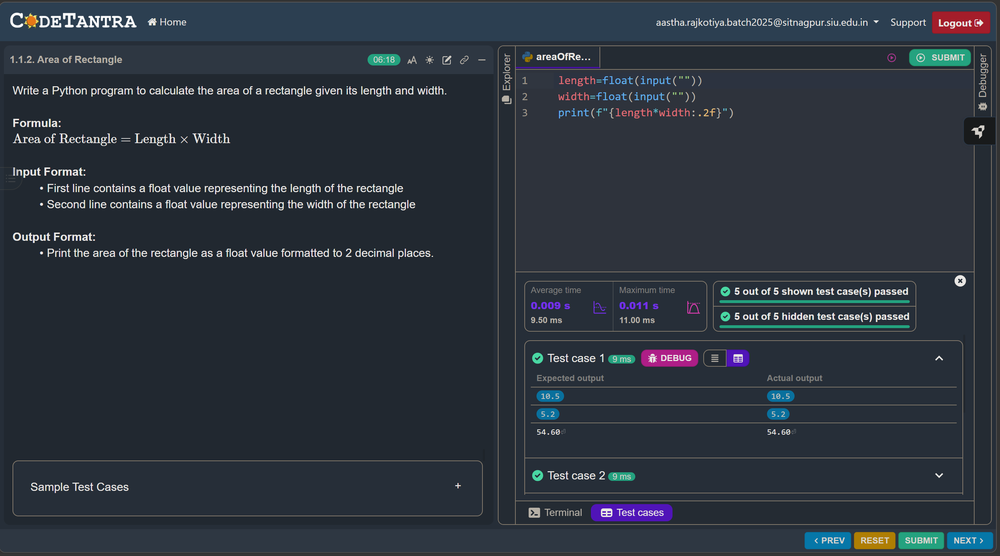 CODETANTRA Home
aastha.rajkotiya.batch2025@sitnagpur.siu.edu.in Support Logout
1.1.2. Area of Rectangle
06:18
Write a Python program to calculate the area of a rectangle given its length and width.
Formula:
Area of Rectangle = Length × Width
Input Format:
• First line contains a float value representing the length of the rectangle
• Second line contains a float value representing the width of the rectangle
Output Format:
• Print the area of the rectangle as a float value formatted to 2 decimal places.
Sample Test Cases +
Explorer
areaOfRe...
SUBMIT
Debugger
1 length=float(input(""))
2 width=float(input(""))
3 print(f"{length*width:.2f}")
Average time
0.009 s
9.50 ms
Maximum time
0.011 s
11.00 ms
5 out of 5 shown test case(s) passed
5 out of 5 hidden test case(s) passed
Test case 1 9 ms DEBUG
Expected output Actual output
10.5 10.5
5.2 5.2
54.60⏎ 54.60⏎
Test case 2 9 ms
Terminal Test cases
< PREV RESET SUBMIT NEXT >